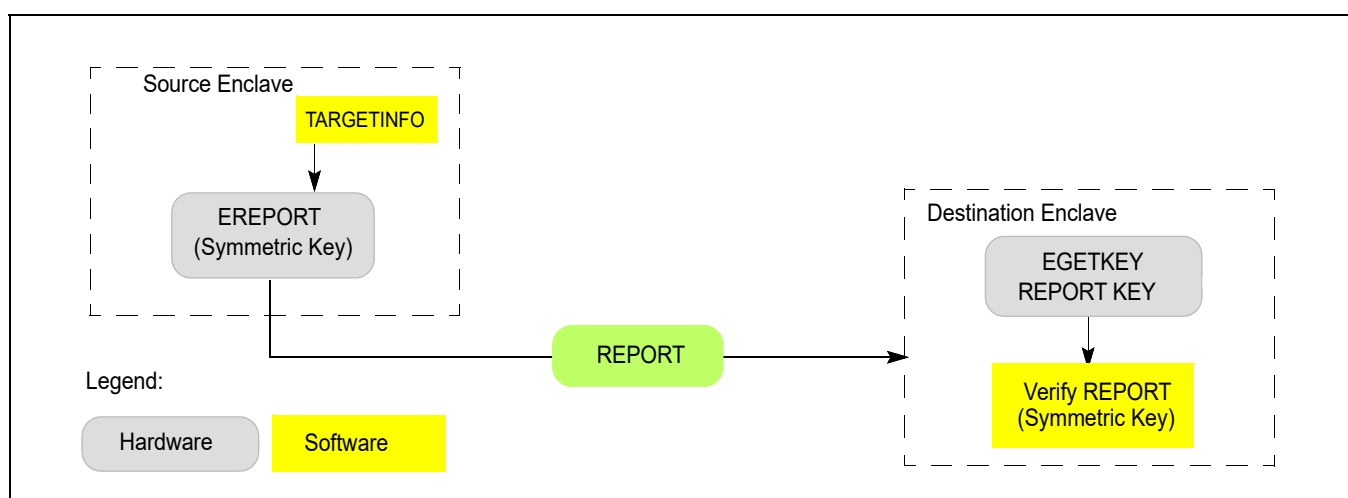 Source Enclave
TARGETINFO
EREPORT
(Symmetric Key)
Destination Enclave
EGETKEY
REPORT KEY
REPORT
Verify REPORT
(Symmetric Key)
Legend:
Hardware
Software